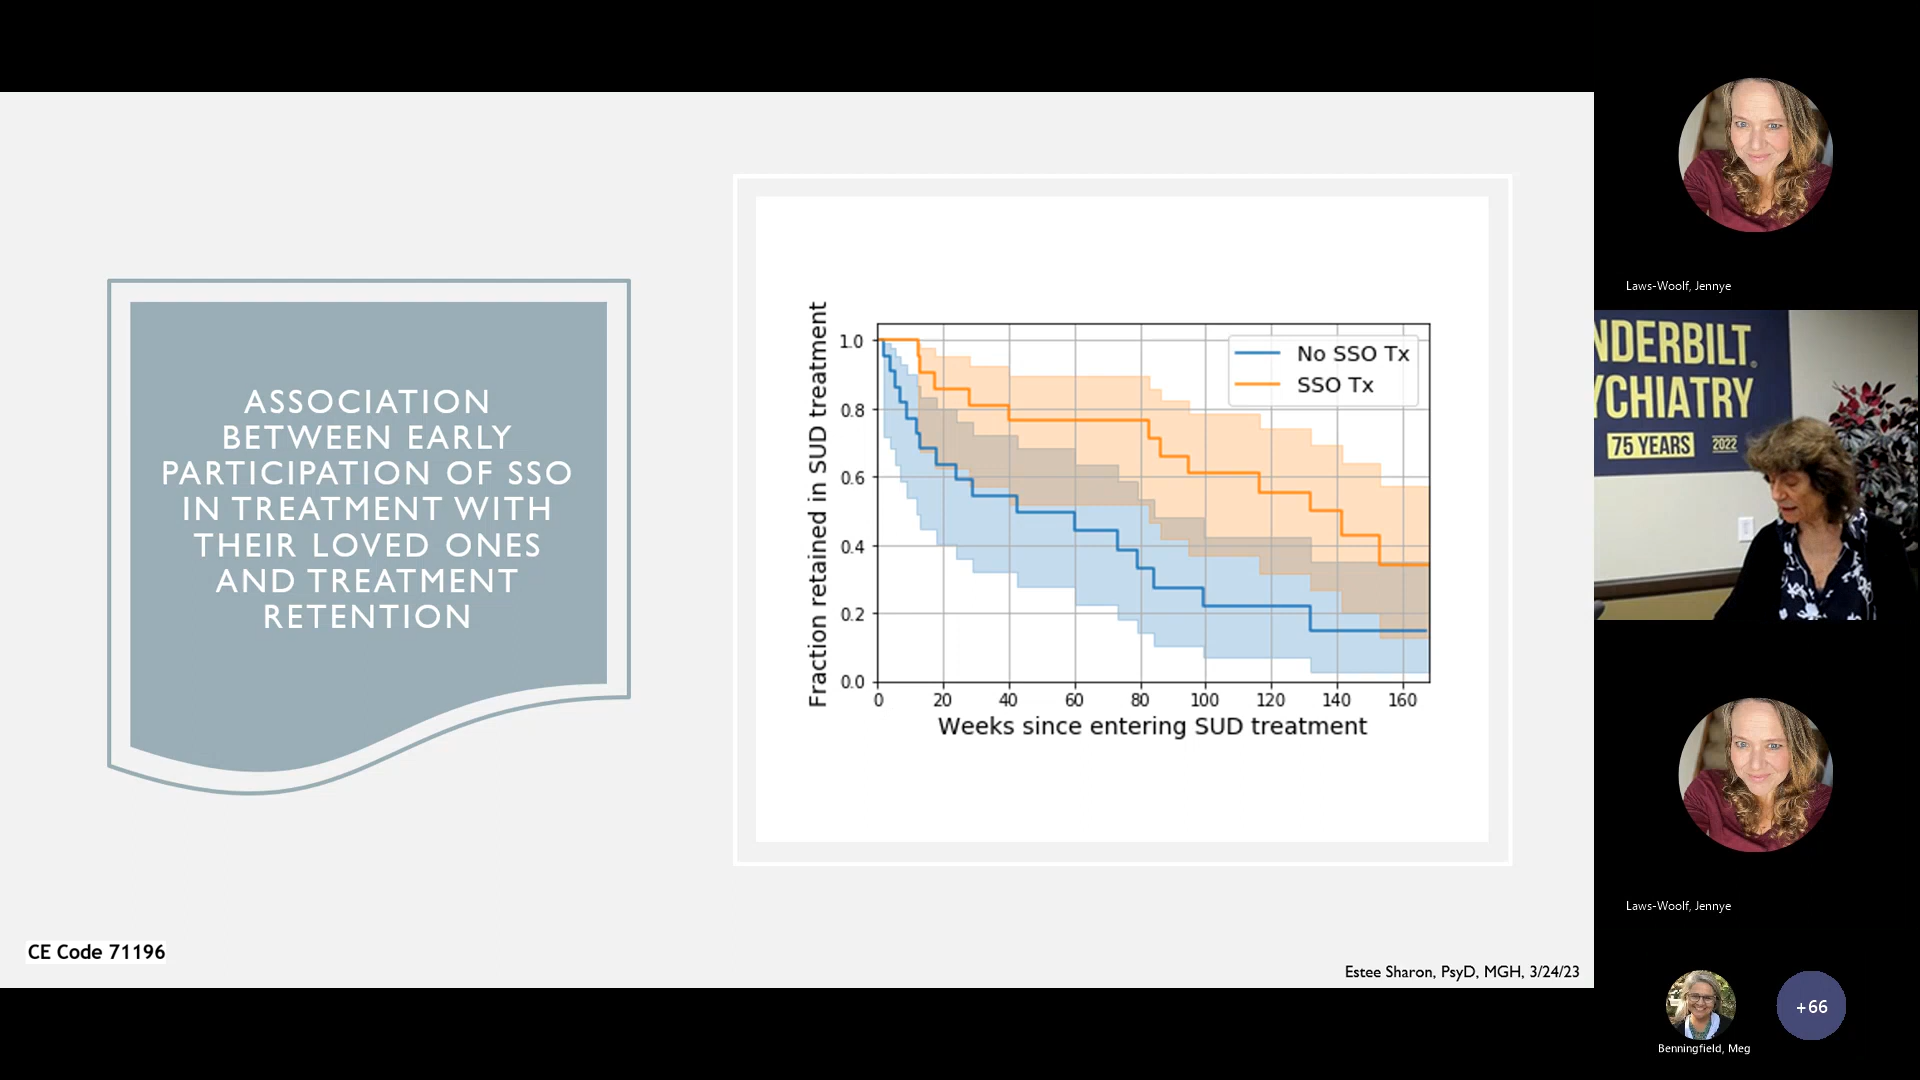 ASSOCIATION
BETWEEN EARLY
PARTICIPATION OF SSO
IN TREATMENT WITH
THEIR LOVED ONES
AND TREATMENT
RETENTION
Fraction retained in SUD treatment
1.0
0.8
0.6
0.4
0.2
0.0
0 20 40 60 80 100 120 140 160
Weeks since entering SUD treatment
No SSO Tx
SSO Tx
CE Code 71196
Estee Sharon, PsyD, MGH, 3/24/23
Laws-Woolf, Jennye
NDERBILT
YCHIATRY
75 YEARS 2022
Laws-Woolf, Jennye
+66
Benningfield, Meg